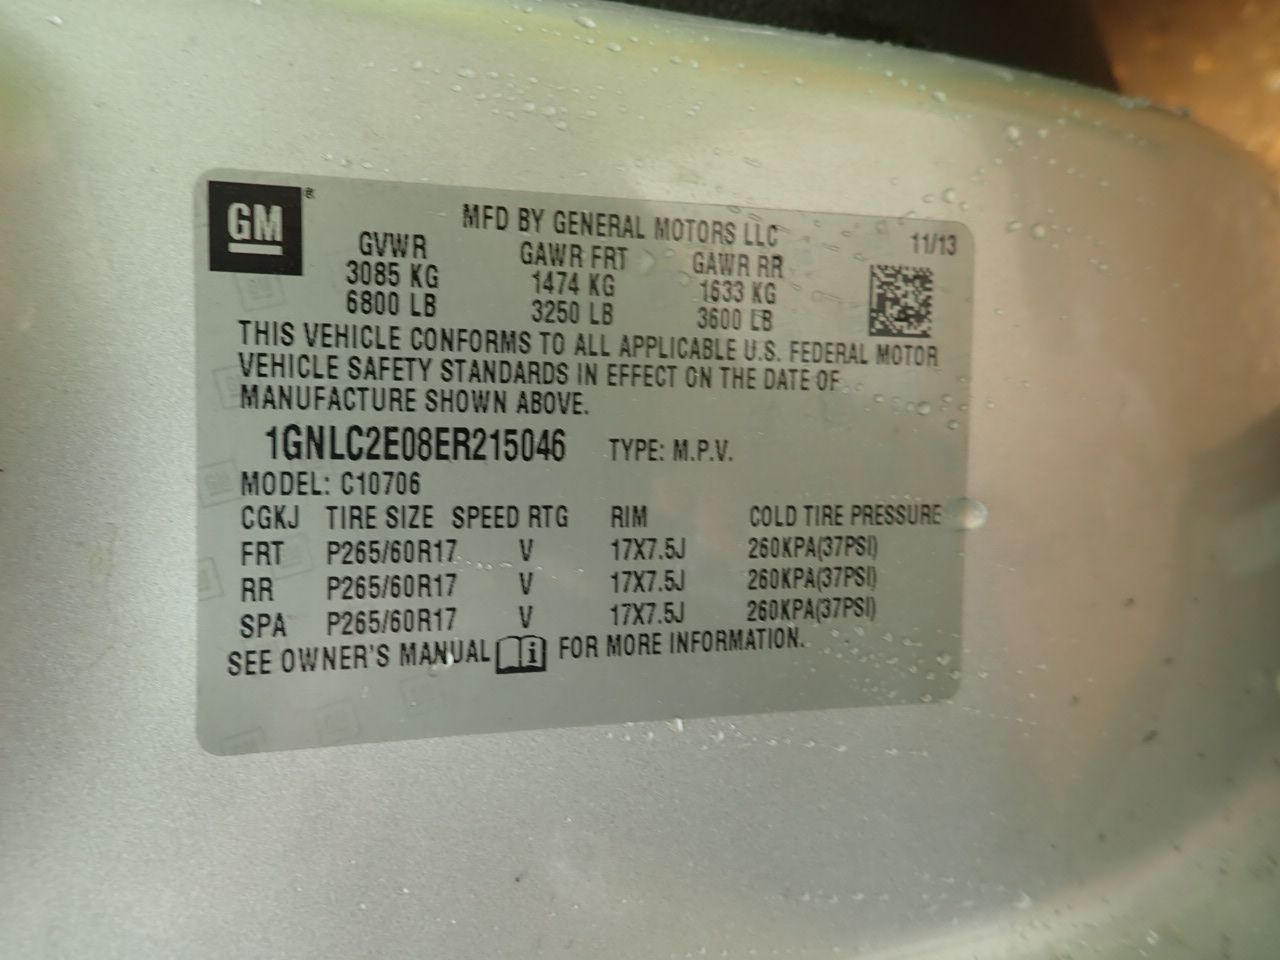 GM ®
MFD BY GENERAL MOTORS LLC 11/13
GVWR GAWR FRT GAWR RR
3085 KG 1474 KG 1633 KG
6800 LB 3250 LB 3600 LB
THIS VEHICLE CONFORMS TO ALL APPLICABLE U.S. FEDERAL MOTOR
VEHICLE SAFETY STANDARDS IN EFFECT ON THE DATE OF
MANUFACTURE SHOWN ABOVE.
1GNLC2E08ER215046 TYPE: M.P.V.
MODEL: C10706
CGKJ TIRE SIZE SPEED RTG RIM COLD TIRE PRESSURE
FRT P265/60R17 V 17X7.5J 260KPA(37PSI)
RR P265/60R17 V 17X7.5J 260KPA(37PSI)
SPA P265/60R17 V 17X7.5J 260KPA(37PSI)
SEE OWNER'S MANUAL i FOR MORE INFORMATION.